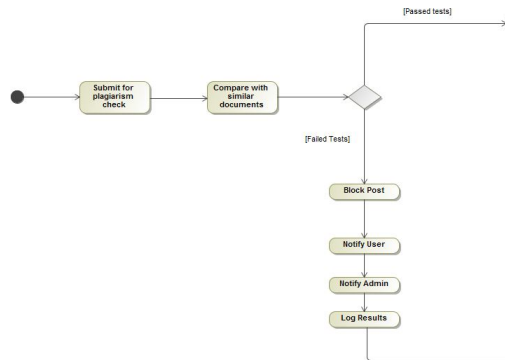 [Passed tests]
Submit for
plagiarism
check
Compare with
similar
documents
[Failed Tests]
Block Post
Notify User
Notify Admin
Log Results